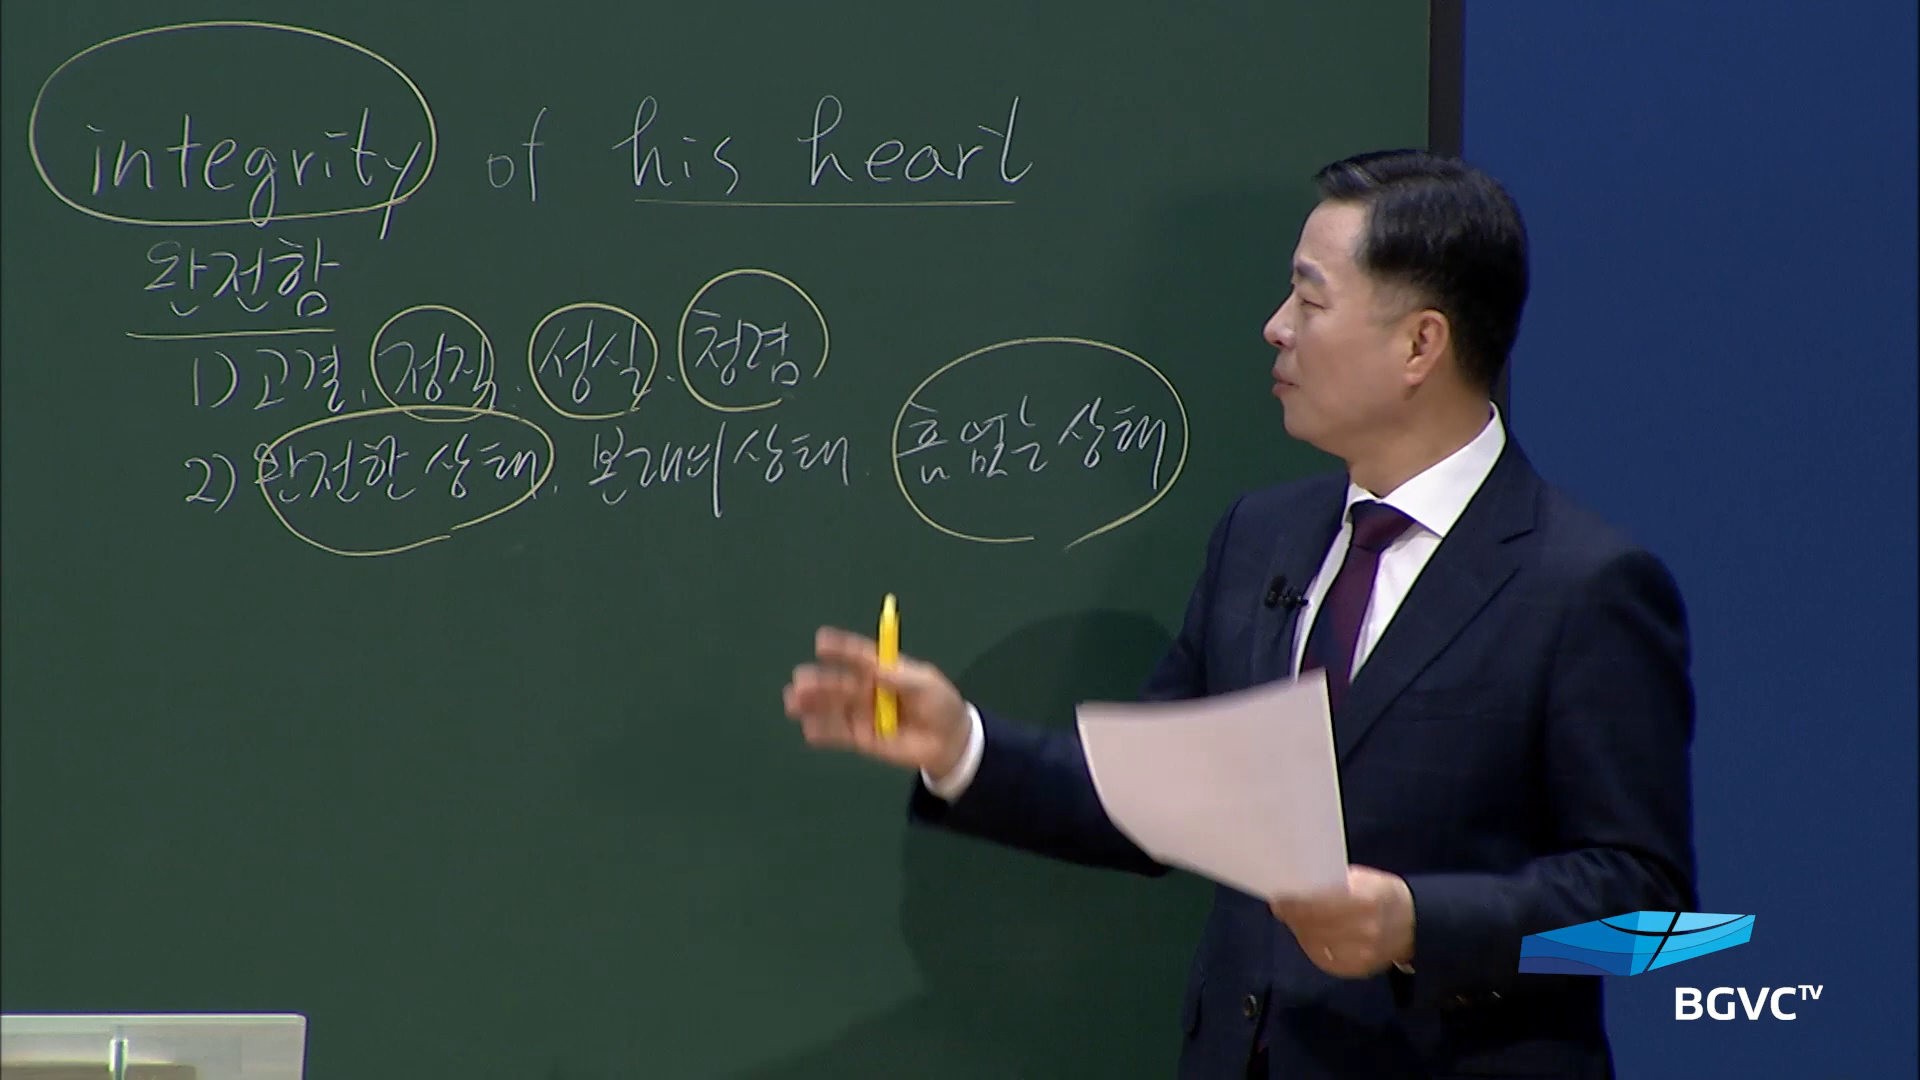 integrity of his heart
완전함
1) 고결, 정직, 성실, 청렴
2) 완전한 상태, 본래의 상태, 흠 없는 상태
BGVC TV